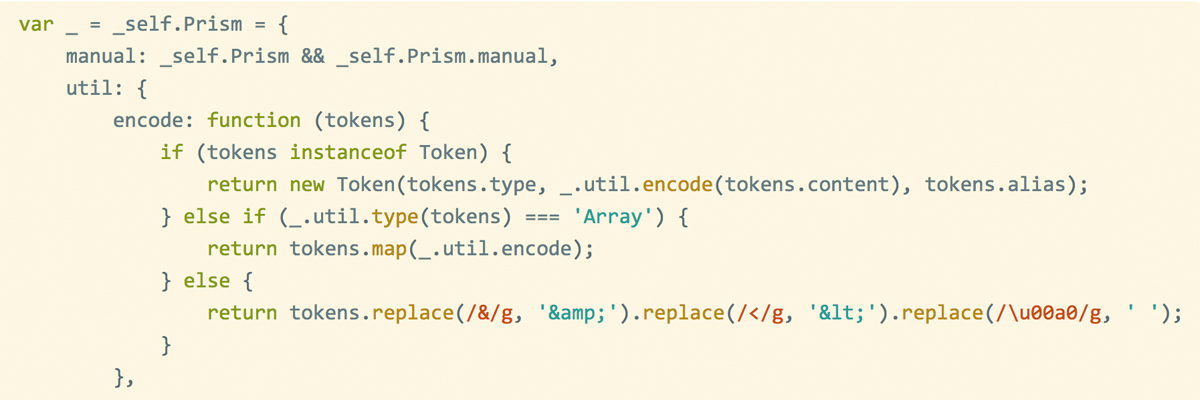 var _ = _self.Prism = {
    manual: _self.Prism && _self.Prism.manual,
    util: {
        encode: function (tokens) {
            if (tokens instanceof Token) {
                return new Token(tokens.type, _.util.encode(tokens.content), tokens.alias);
            } else if (_.util.type(tokens) === 'Array') {
                return tokens.map(_.util.encode);
            } else {
                return tokens.replace(/&/g, '&amp;').replace(/</g, '&lt;').replace(/\u00a0/g, ' ');
            }
        },